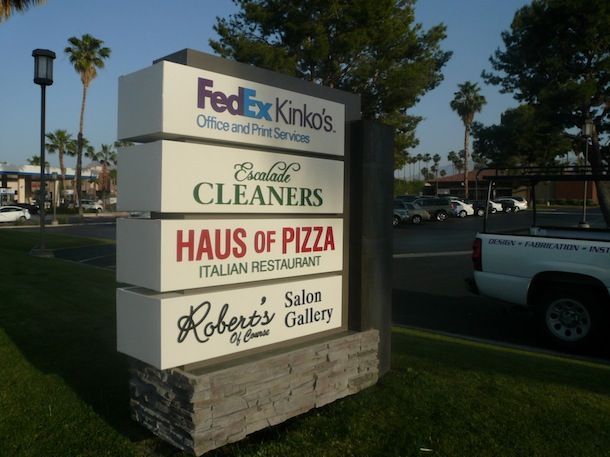 FedEx Kinko's
Office and Print Services
Escalade
CLEANERS
HAUS OF PIZZA
ITALIAN RESTAURANT
Robert's
Of Course
Salon
Gallery
DESIGN • FABRICATION • INST